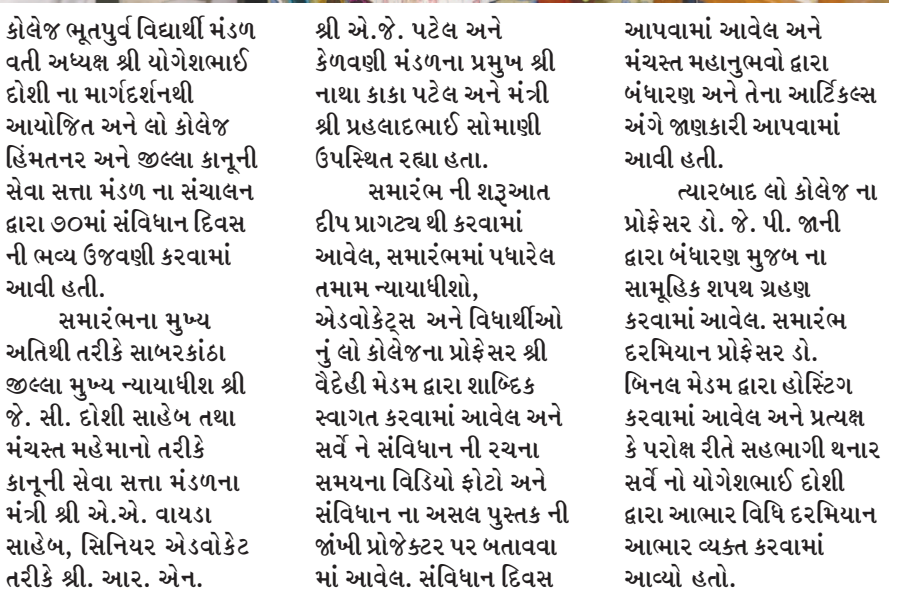 કોલેજ ભૂતપુર્વ વિદ્યાર્થી મંડળ
વતી અધ્યક્ષ શ્રી યોગેશભાઈ
દોશી ના માર્ગદર્શનથી
આયોજિત અને લો કોલેજ
હિંમતનર અને જીલ્લા કાનૂની
સેવા સત્તા મંડળ ના સંચાલન
દ્વારા ૭૦માં સંવિધાન દિવસ
ની ભવ્ય ઉજવણી કરવામાં
આવી હતી.
સમારંભના મુખ્ય
અતિથી તરીકે સાબરકાંઠા
જીલ્લા મુખ્ય ન્યાયાધીશ શ્રી
જે. સી. દોશી સાહેબ તથા
મંચસ્ત મહેમાનો તરીકે
કાનૂની સેવા સત્તા મંડળના
મંત્રી શ્રી એ.એ. વાયડા
સાહેબ, સિનિયર એડવોકેટ
તરીકે શ્રી. આર. એન.
શ્રી એ.જે. પટેલ અને
કેળવણી મંડળના પ્રમુખ શ્રી
નાથા કાકા પટેલ અને મંત્રી
શ્રી પ્રહલાદભાઈ સોમાણી
ઉપસ્થિત રહ્યા હતા.
સમારંભ ની શરૂઆત
દીપ પ્રાગટ્ય થી કરવામાં
આવેલ, સમારંભમાં પધારેલ
તમામ ન્યાયાધીશો,
એડવોકેટ્સ અને વિધાર્થીઓ
નું લો કોલેજના પ્રોફેસર શ્રી
વૈદેહી મેડમ દ્વારા શાબ્દિક
સ્વાગત કરવામાં આવેલ અને
સર્વે ને સંવિધાન ની રચના
સમયના વિડિયો ફોટો અને
સંવિધાન ના અસલ પુસ્તક ની
જાંખી પ્રોજેક્ટર પર બતાવવા
માં આવેલ. સંવિધાન દિવસ
આપવામાં આવેલ અને
મંચસ્ત મહાનુભવો દ્વારા
બંધારણ અને તેના આર્ટિકલ્સ
અંગે જાણકારી આપવામાં
આવી હતી.
ત્યારબાદ લો કોલેજ ના
પ્રોફેસર ડો. જે. પી. જાની
દ્વારા બંધારણ મુજબ ના
સામૂહિક શપથ ગ્રહણ
કરવામાં આવેલ. સમારંભ
દરમિયાન પ્રોફેસર ડો.
બિનલ મેડમ દ્વારા હોસ્ટિંગ
કરવામાં આવેલ અને પ્રત્યક્ષ
કે પરોક્ષ રીતે સહભાગી થનાર
સર્વે નો યોગેશભાઈ દોશી
દ્વારા આભાર વિધિ દરમિયાન
આભાર વ્યક્ત કરવામાં
આવ્યો હતો.